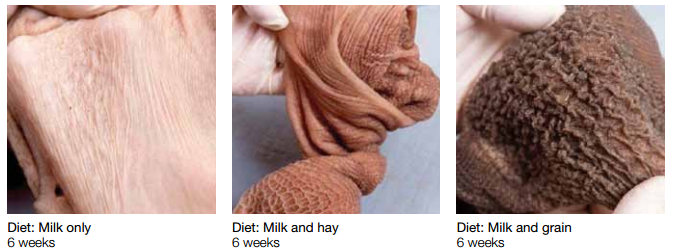 Diet: Milk only
6 weeks
Diet: Milk and hay
6 weeks
Diet: Milk and grain
6 weeks